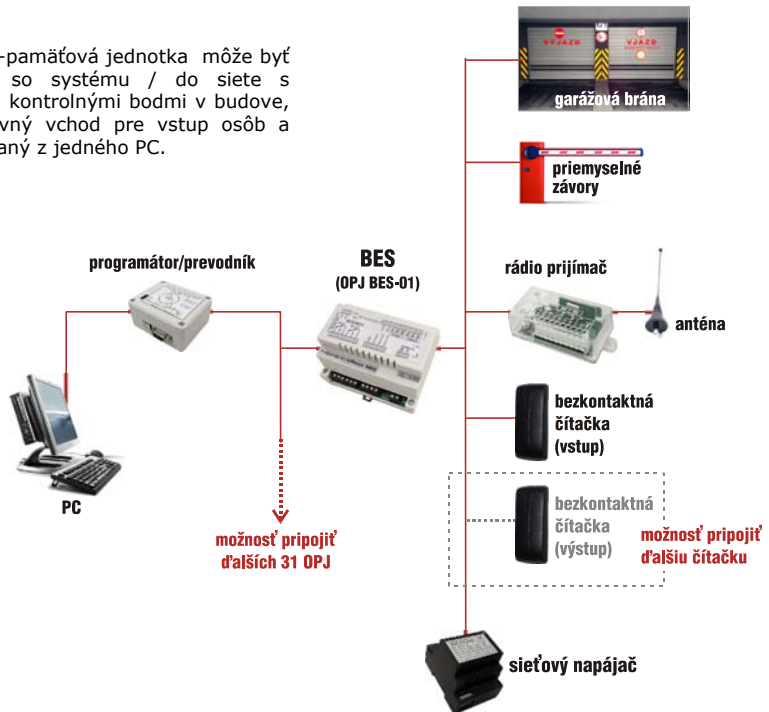 -pamäťová jednotka môže byť
so systému / do siete s
kontrolnými bodmi v budove,
vný vchod pre vstup osôb a
aný z jedného PC.
VÝJAZD
garážová brána
priemyselné
závory
programátor/prevodník
BES
(OPJ BES-01)
rádio prijímač
anténa
PC
bezkontaktná
čítačka
(vstup)
možnosť pripojiť
ďalších 31 OPJ
bezkontaktná
čítačka
(výstup)
možnosť pripojiť
ďalšiu čítačku
sieťový napájač